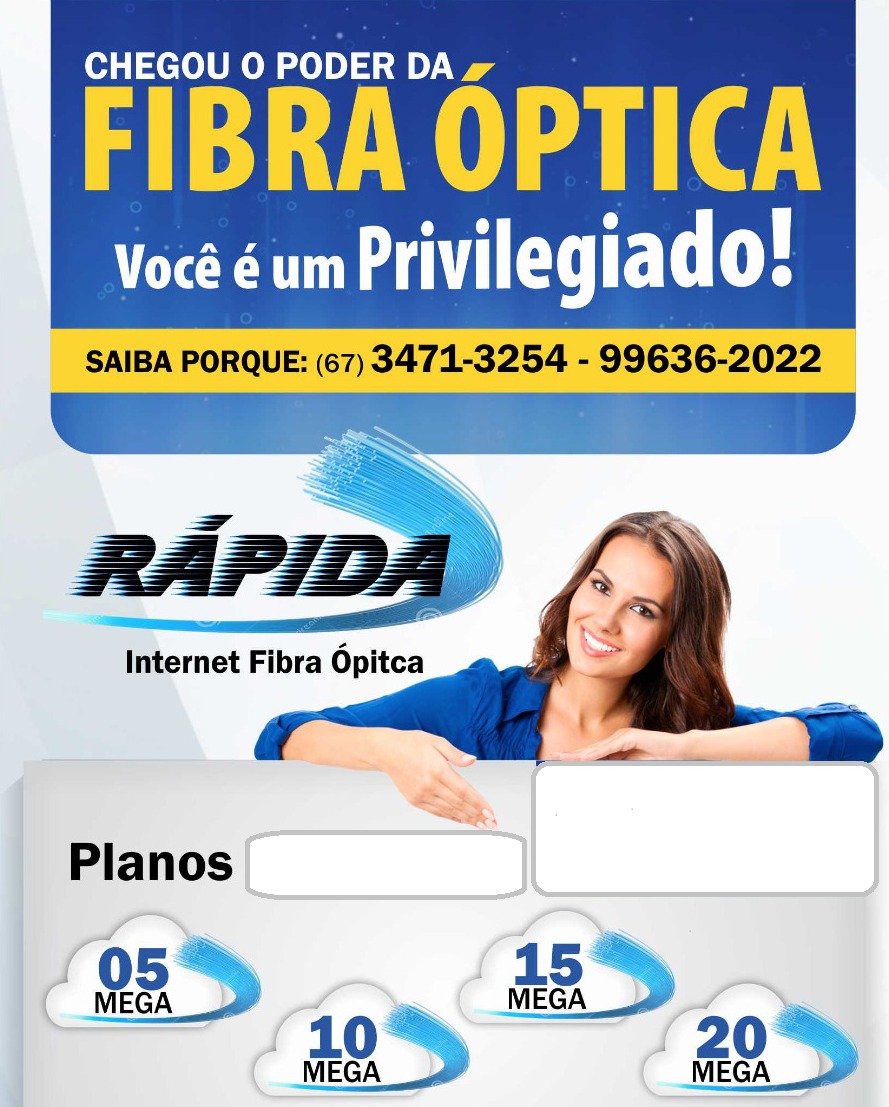 CHEGOU O PODER DA
FIBRA ÓPTICA
Você é um Privilegiado!
SAIBA PORQUE: (67) 3471-3254 - 99636-2022
RÁPIDA
Internet Fibra Ópitca
Planos
05
MEGA
15
MEGA
10
MEGA
20
MEGA